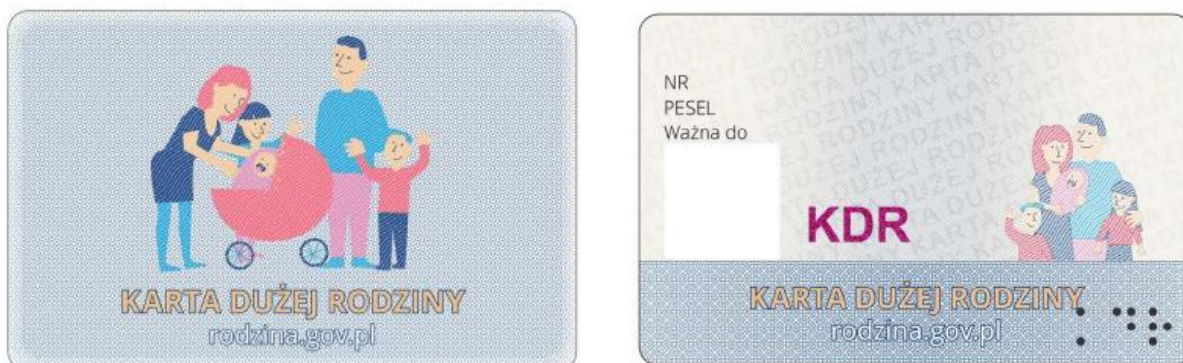 KARTA DUŻEJ RODZINY
rodzina.gov.pl
NR
PESEL
Ważna do
KDR
KARTA DUŻEJ RODZINY
rodzina.gov.pl